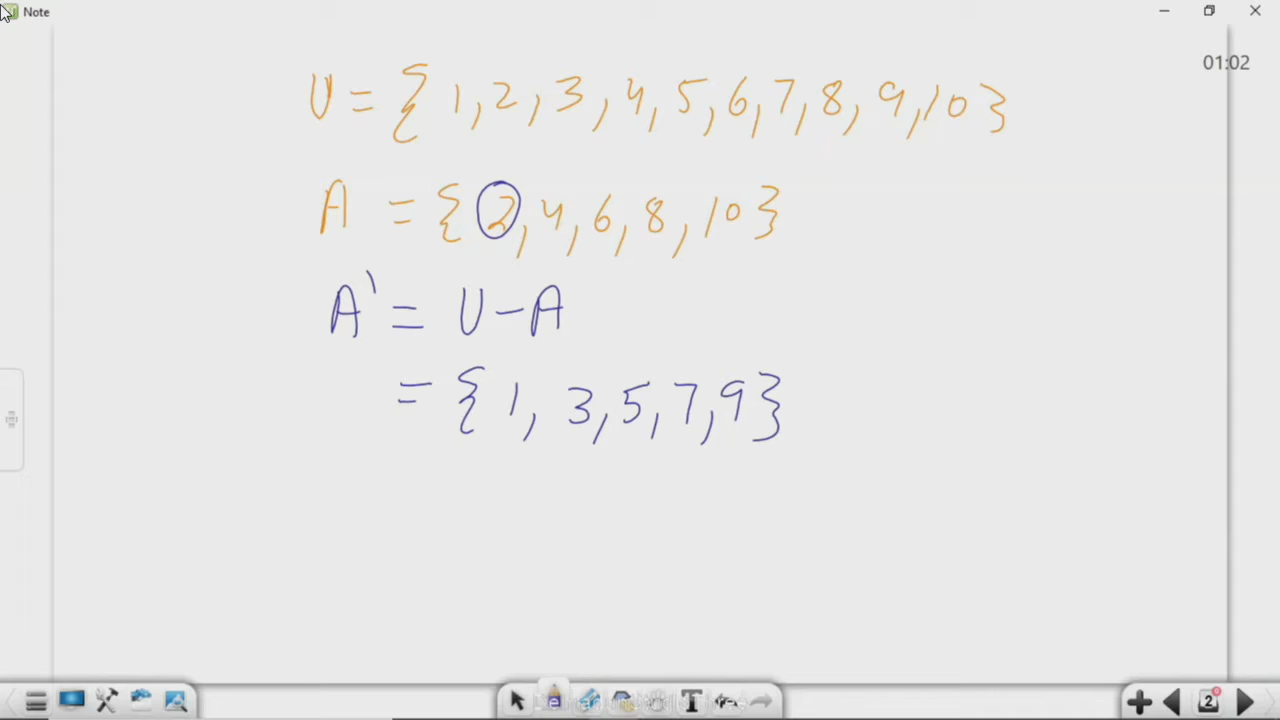 Note
01:02
U = { 1, 2, 3, 4, 5, 6, 7, 8, 9, 10 }
A = { 2, 4, 6, 8, 10 }
A' = U - A
= { 1, 3, 5, 7, 9 }
T
2